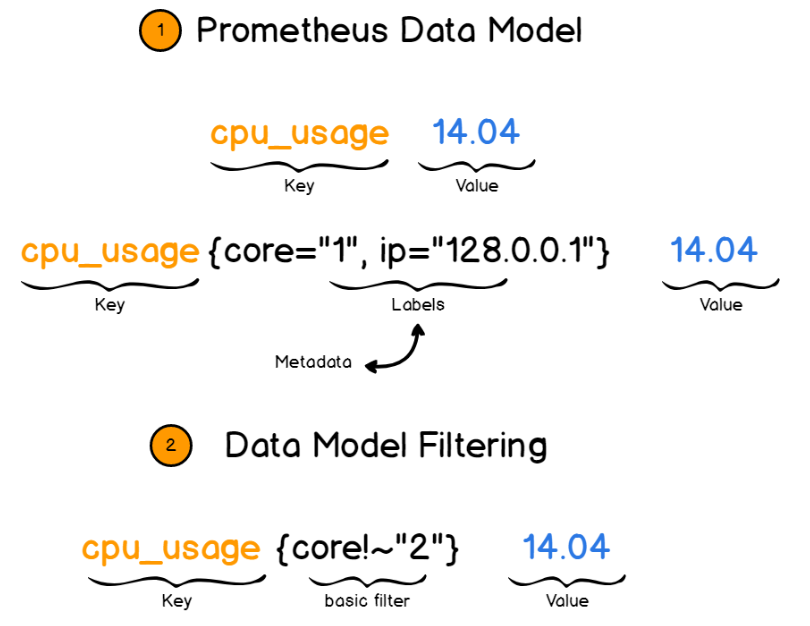 1 Prometheus Data Model
cpu_usage 14.04
Key Value
cpu_usage {core="1", ip="128.0.0.1"} 14.04
Key Labels Value
Metadata
2 Data Model Filtering
cpu_usage {core!~"2"} 14.04
Key basic filter Value